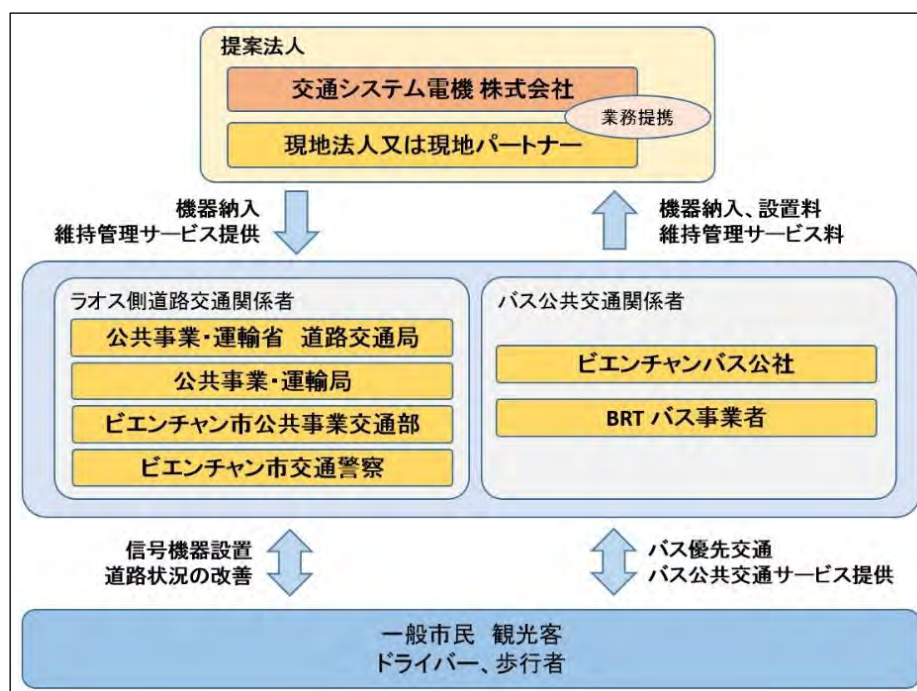 提案法人
交通システム電機 株式会社
業務提携
現地法人又は現地パートナー
機器納入
維持管理サービス提供
機器納入、設置料
維持管理サービス料
ラオス側道路交通関係者
公共事業・運輸省 道路交通局
公共事業・運輸局
ビエンチャン市公共事業交通部
ビエンチャン市交通警察
バス公共交通関係者
ビエンチャンバス公社
BRT バス事業者
信号機器設置
道路状況の改善
バス優先交通
バス公共交通サービス提供
一般市民 観光客
ドライバー、歩行者